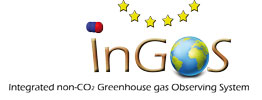 InGOS
Integrated non-CO₂ Greenhouse gas Observing System